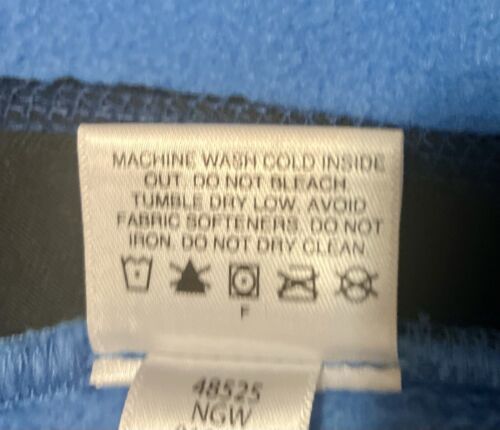 MACHINE WASH COLD INSIDE
OUT. DO NOT BLEACH.
TUMBLE DRY LOW. AVOID
FABRIC SOFTENERS. DO NOT
IRON. DO NOT DRY CLEAN.
F
48525
NGW